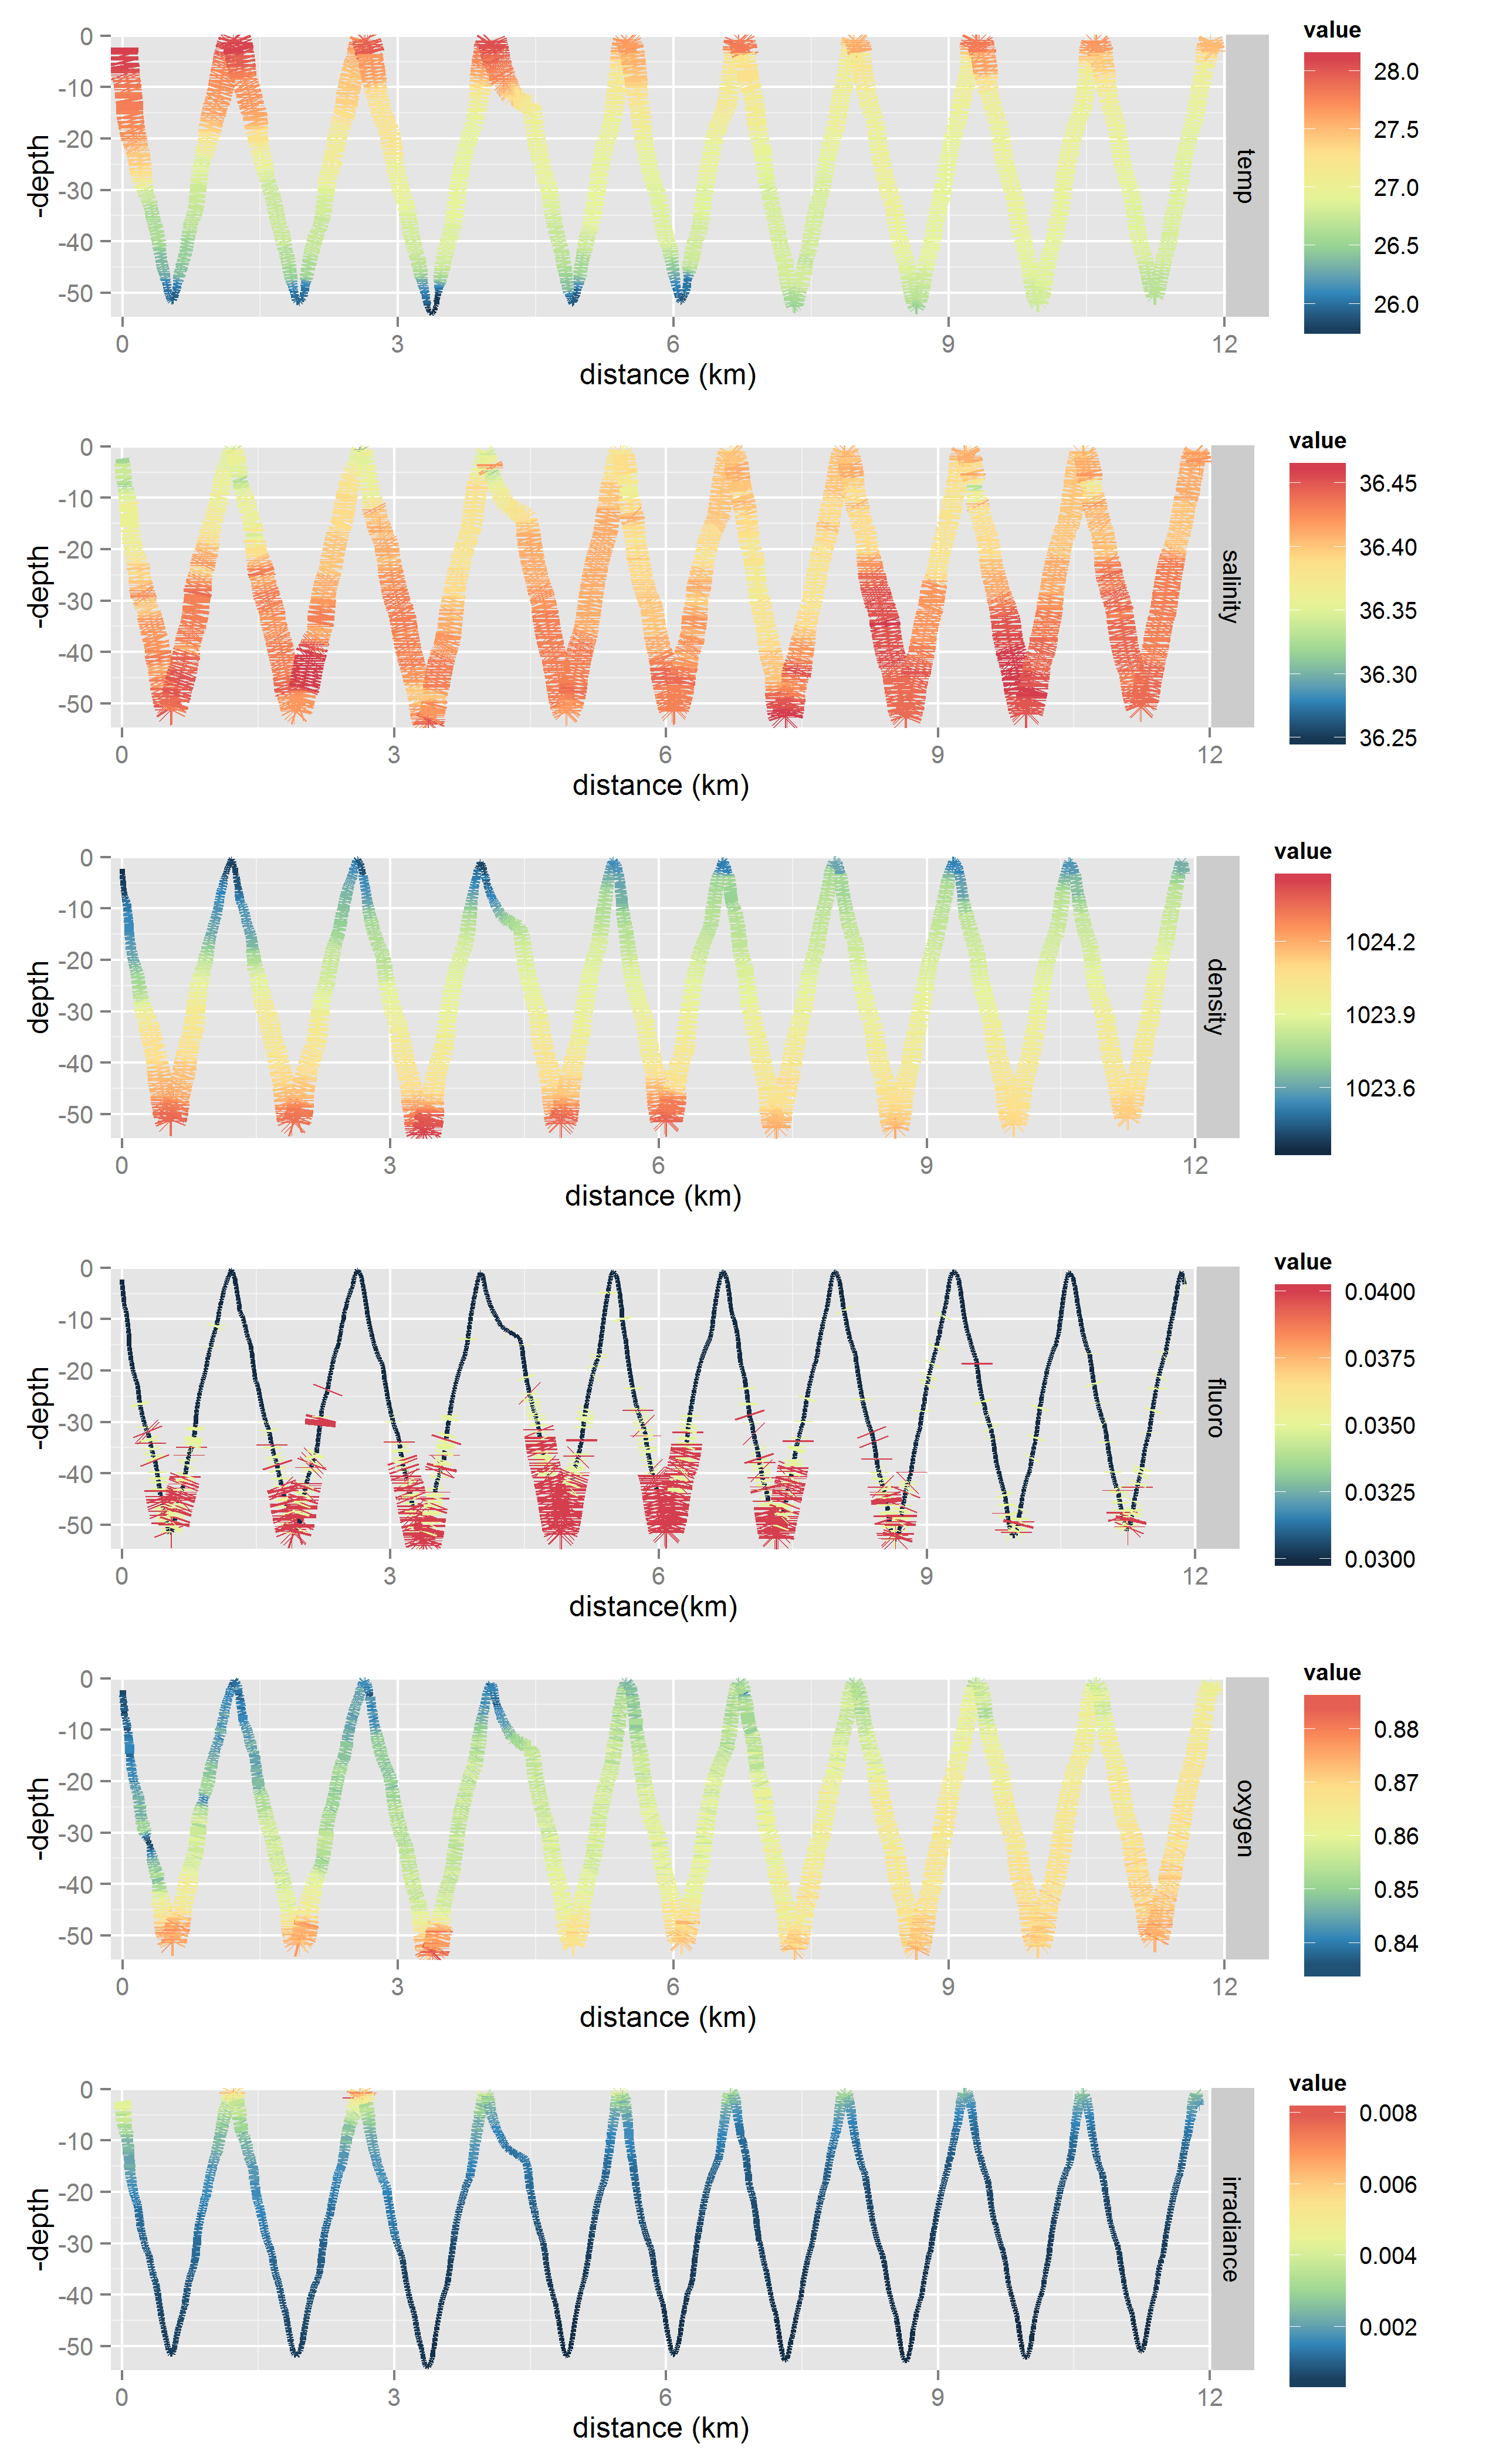 value
0
-10
-20
-30
-40
-50
-depth
temp
28.0
27.5
27.0
26.5
26.0
0 3 6 9 12
distance (km)
value
0
-10
-20
-30
-40
-50
-depth
salinity
36.45
36.40
36.35
36.30
36.25
0 3 6 9 12
distance (km)
value
0
-10
-20
-30
-40
-50
depth
density
1024.2
1023.9
1023.6
0 3 6 9 12
distance (km)
value
0
-10
-20
-30
-40
-50
-depth
fluoro
0.0400
0.0375
0.0350
0.0325
0.0300
0 3 6 9 12
distance(km)
value
0
-10
-20
-30
-40
-50
-depth
oxygen
0.88
0.87
0.86
0.85
0.84
0 3 6 9 12
distance (km)
value
0
-10
-20
-30
-40
-50
-depth
irradiance
0.008
0.006
0.004
0.002
0 3 6 9 12
distance (km)